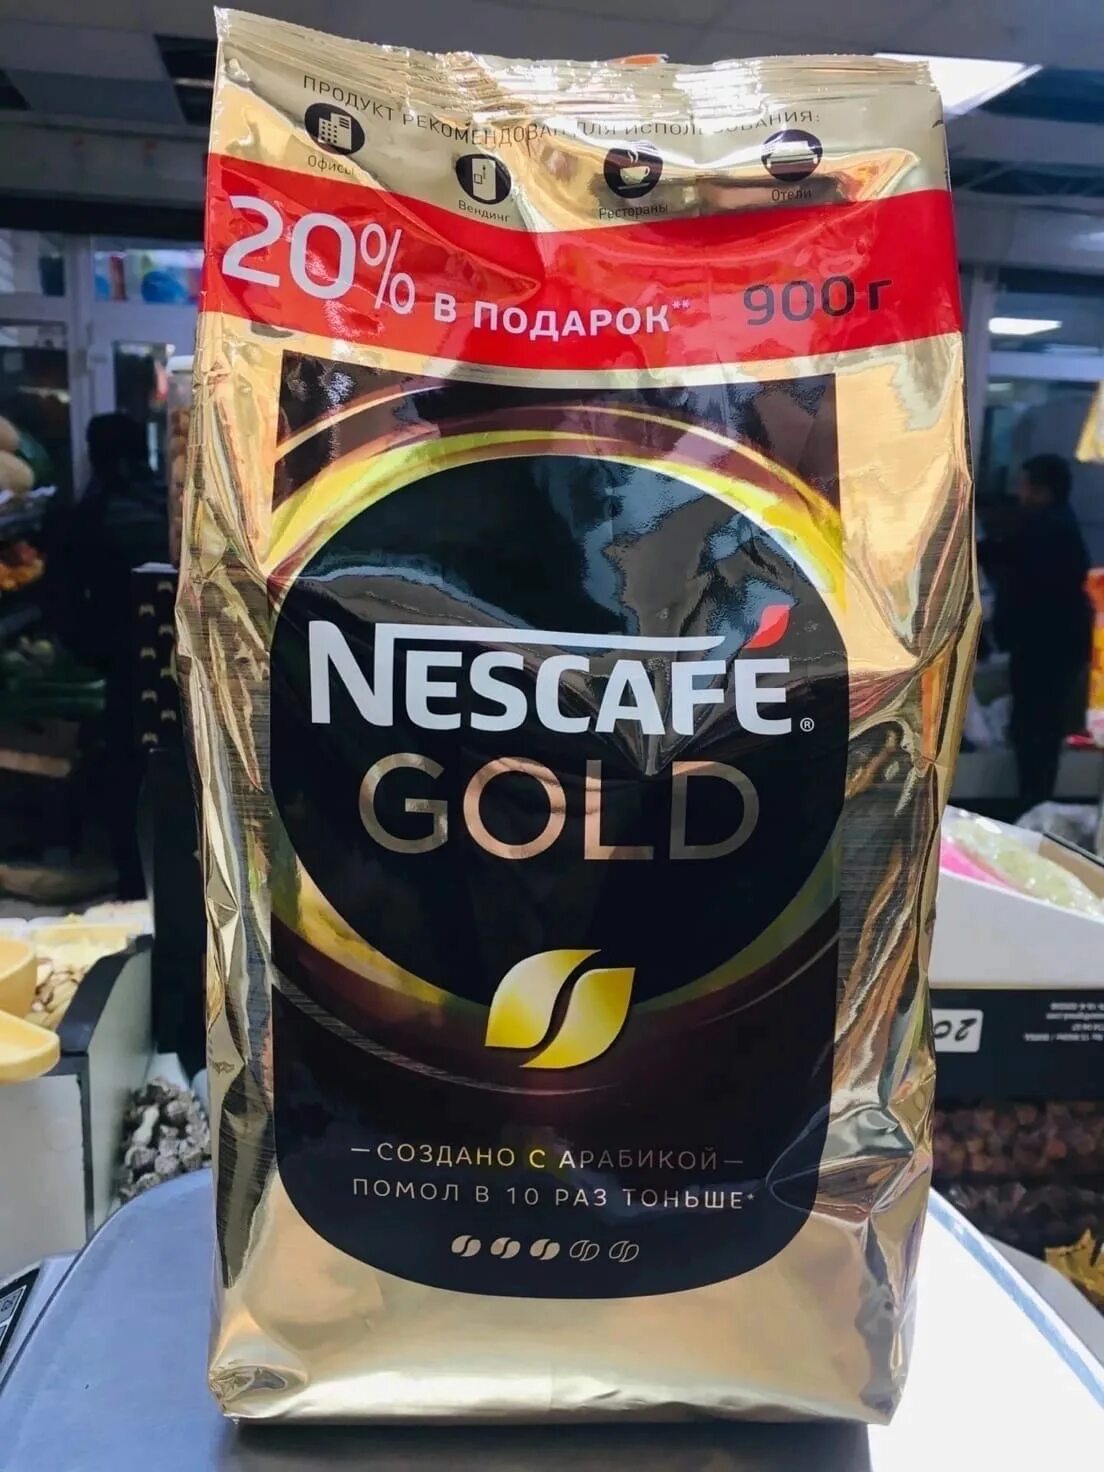 ПРОДУКТ РЕКОМЕНДОВАН ДЛЯ ИСПОЛЬЗОВАНИЯ:
Офисы
Вендинг
Рестораны
Отели
20% В ПОДАРОК** 900 г
NESCAFÉ®
GOLD
—СОЗДАНО С АРАБИКОЙ—
ПОМОЛ В 10 РАЗ ТОНЬШЕ*